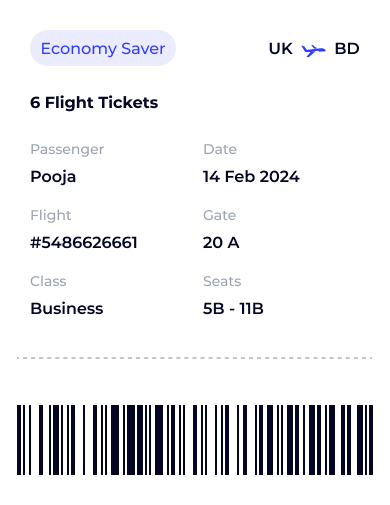 Economy Saver
UK BD
6 Flight Tickets
Passenger Date
Pooja 14 Feb 2024
Flight Gate
#5486626661 20 A
Class Seats
Business 5B - 11B